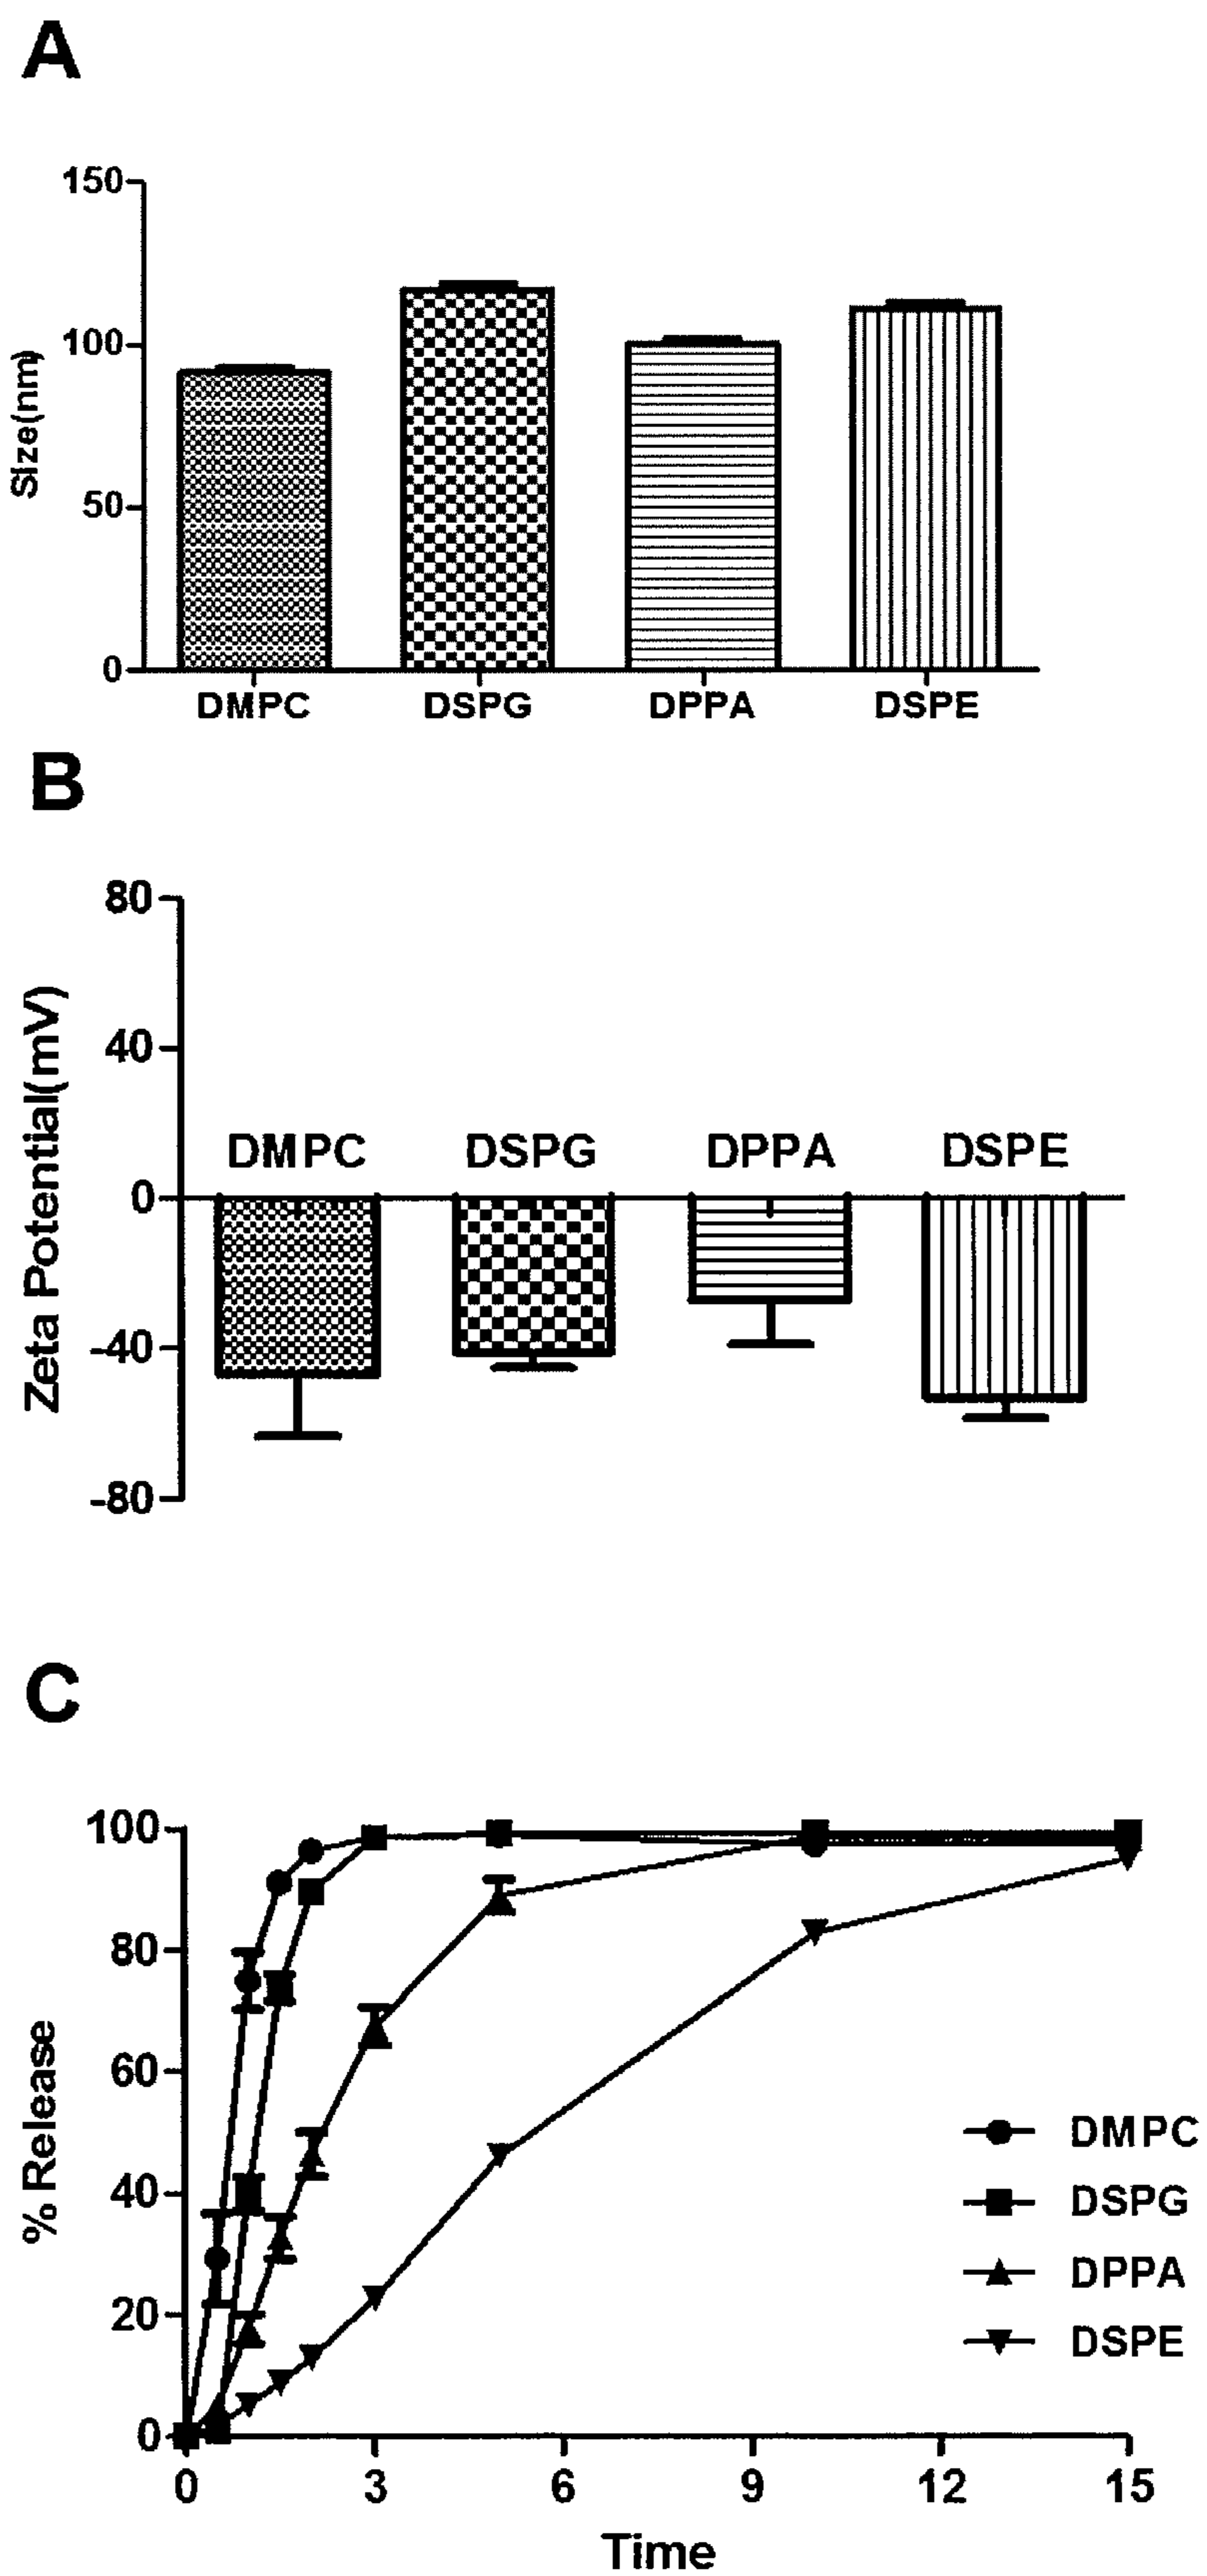 A
150
100
50
0
Size(nm)
DMPC DSPG DPPA DSPE
B
80
40
0
-40
-80
Zeta Potential(mV)
DMPC DSPG DPPA DSPE
C
100
80
60
40
20
0
% Release
DMPC
DSPG
DPPA
DSPE
0 3 6 9 12 15
Time